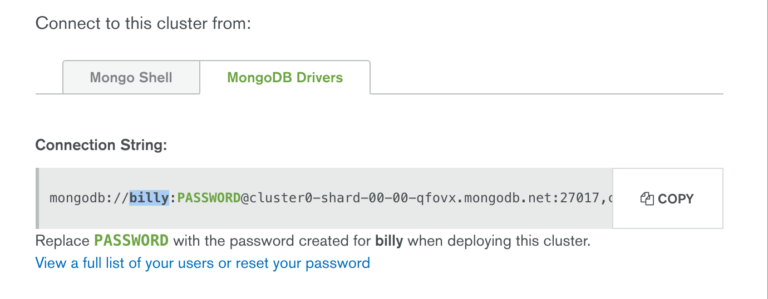 Connect to this cluster from:
Mongo Shell
MongoDB Drivers
Connection String:
mongodb://billy:PASSWORD@cluster0-shard-00-00-qfovx.mongodb.net:27017,
COPY
Replace PASSWORD with the password created for billy when deploying this cluster.
View a full list of your users or reset your password